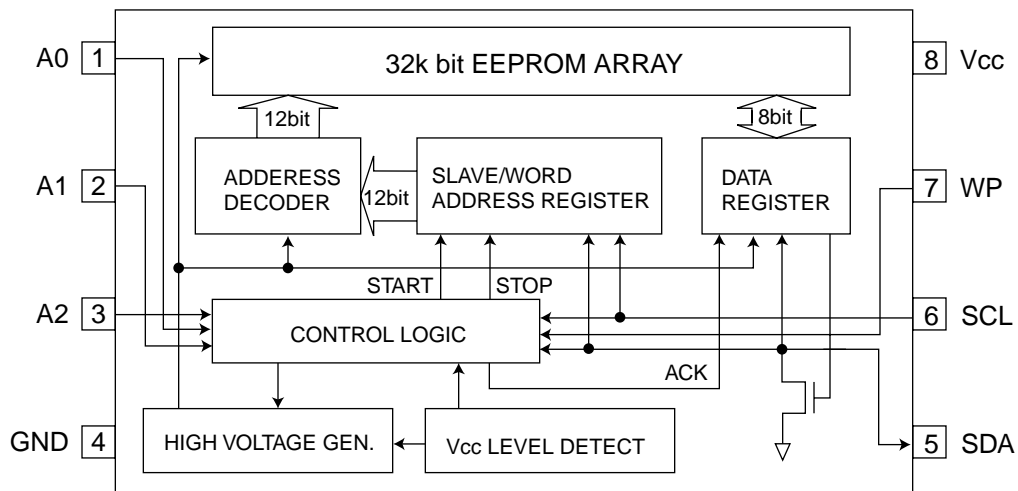 32k bit EEPROM ARRAY
A0 1
8 Vcc
12bit
8bit
ADDERESS
DECODER
12bit
SLAVE/WORD
ADDRESS REGISTER
DATA
REGISTER
A1 2
7 WP
START
STOP
A2 3
CONTROL LOGIC
6 SCL
ACK
GND 4
HIGH VOLTAGE GEN.
Vcc LEVEL DETECT
5 SDA